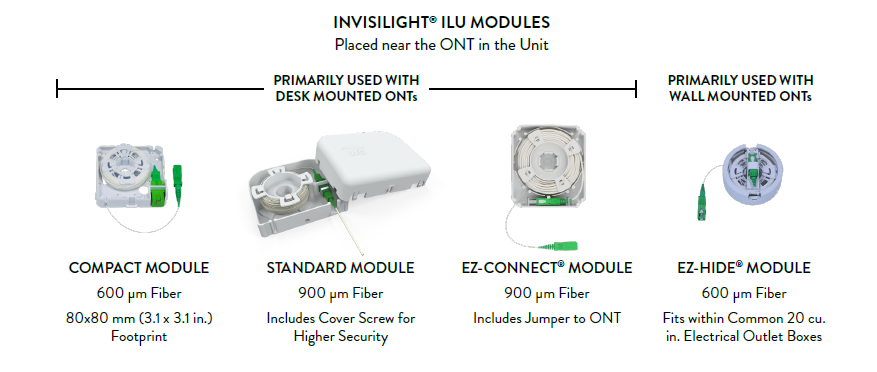 INVISILIGHT® ILU MODULES
Placed near the ONT in the Unit
PRIMARILY USED WITH
DESK MOUNTED ONTs
PRIMARILY USED WITH
WALL MOUNTED ONTs
COMPACT MODULE
600 µm Fiber
80x80 mm (3.1 x 3.1 in.)
Footprint
STANDARD MODULE
900 µm Fiber
Includes Cover Screw for
Higher Security
EZ-CONNECT® MODULE
900 µm Fiber
Includes Jumper to ONT
EZ-HIDE® MODULE
600 µm Fiber
Fits within Common 20 cu.
in. Electrical Outlet Boxes